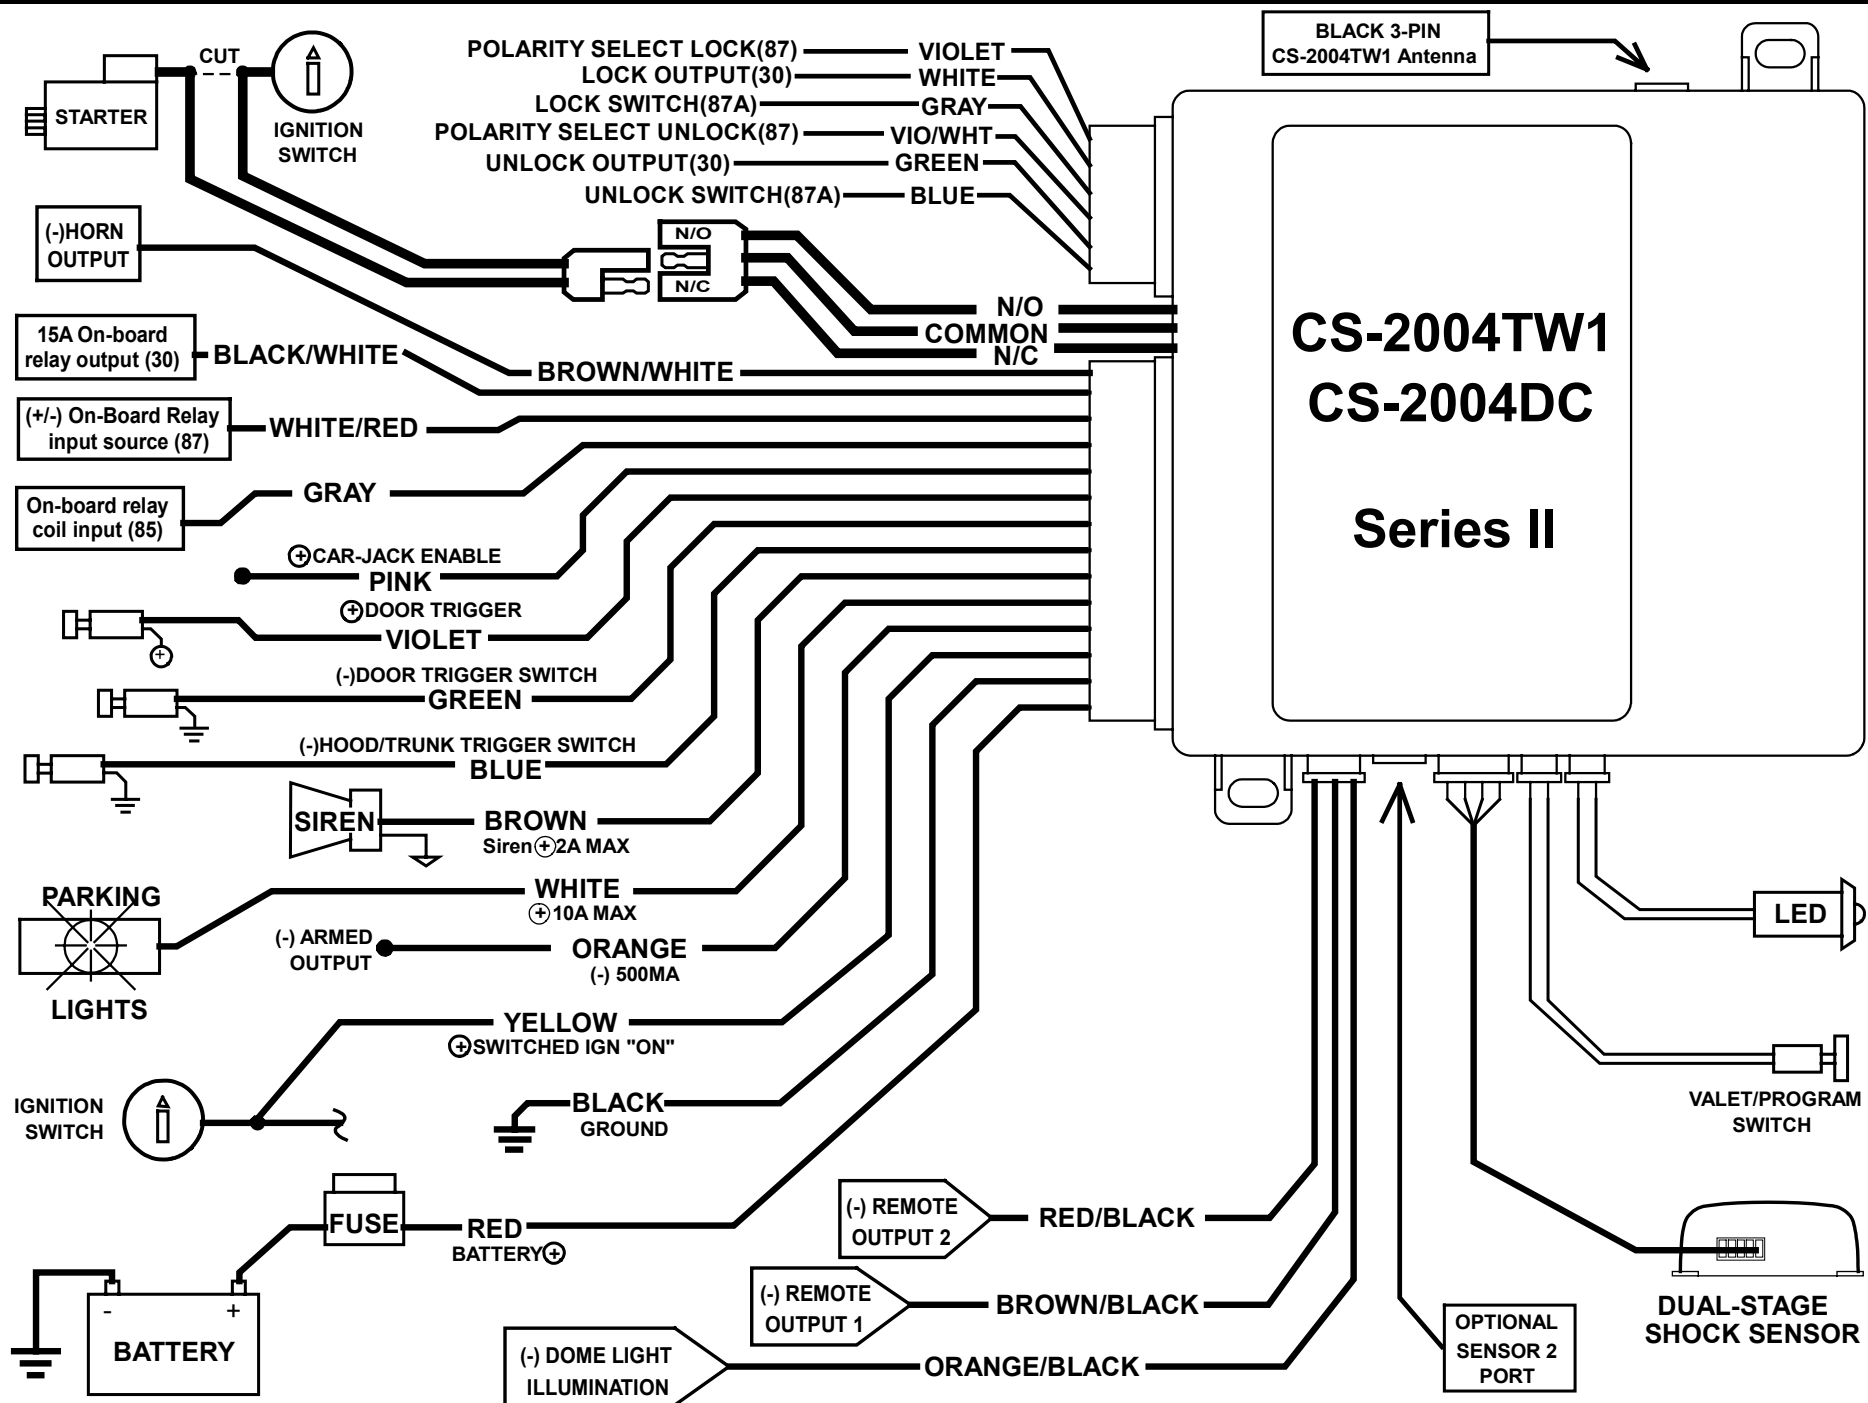 CUT
STARTER
IGNITION
SWITCH
POLARITY SELECT LOCK(87) VIOLET
LOCK OUTPUT(30) WHITE
LOCK SWITCH(87A) GRAY
POLARITY SELECT UNLOCK(87) VIO/WHT
UNLOCK OUTPUT(30) GREEN
UNLOCK SWITCH(87A) BLUE
BLACK 3-PIN
CS-2004TW1 Antenna
(-)HORN
OUTPUT
N/O
N/C
N/O
COMMON
N/C
CS-2004TW1
CS-2004DC
Series II
15A On-board
relay output (30)
BLACK/WHITE
BROWN/WHITE
(+/-) On-Board Relay
input source (87)
WHITE/RED
On-board relay
coil input (85)
GRAY
+CAR-JACK ENABLE
PINK
+DOOR TRIGGER
VIOLET
+
(-)DOOR TRIGGER SWITCH
GREEN
(-)HOOD/TRUNK TRIGGER SWITCH
BLUE
SIREN
BROWN
Siren+2A MAX
PARKING
LIGHTS
WHITE
+10A MAX
(-) ARMED
OUTPUT
ORANGE
(-) 500MA
YELLOW
+SWITCHED IGN "ON"
IGNITION
SWITCH
BLACK
GROUND
FUSE
RED
BATTERY+
- +
BATTERY
(-) REMOTE
OUTPUT 2
RED/BLACK
(-) REMOTE
OUTPUT 1
BROWN/BLACK
(-) DOME LIGHT
ILLUMINATION
ORANGE/BLACK
OPTIONAL
SENSOR 2
PORT
LED
VALET/PROGRAM
SWITCH
DUAL-STAGE
SHOCK SENSOR